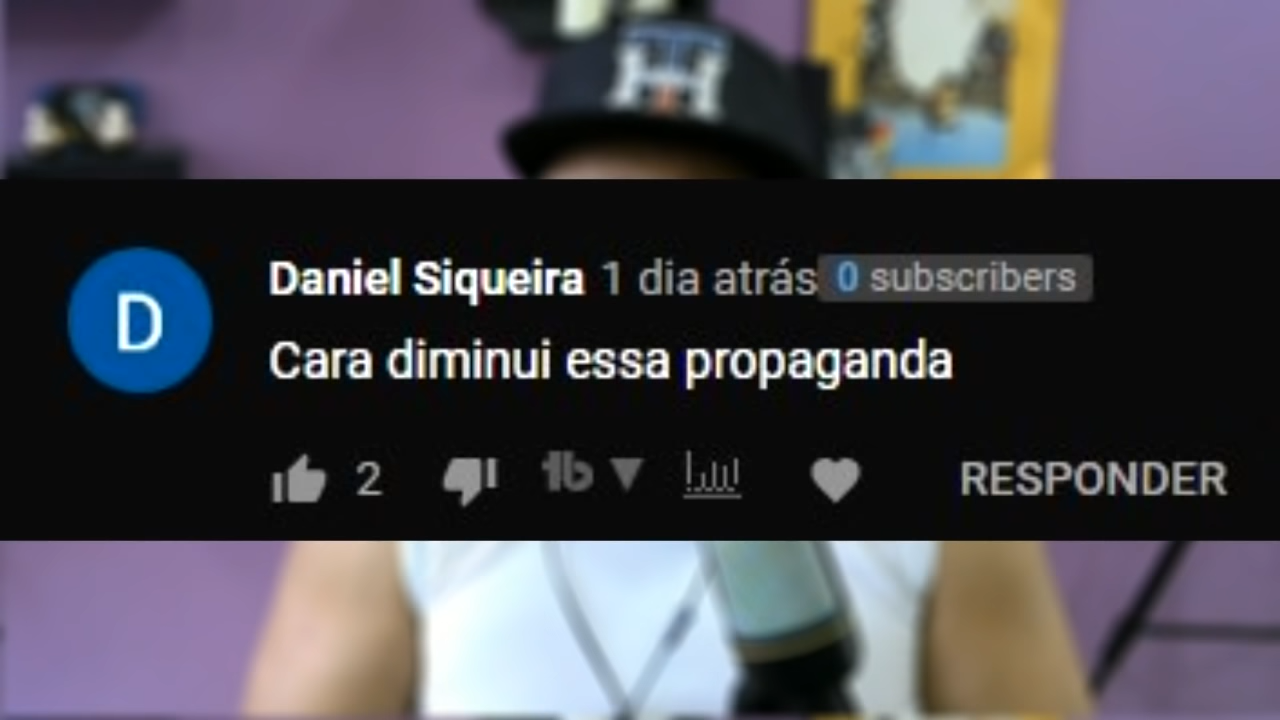 D
Daniel Siqueira 1 dia atrás 0 subscribers
Cara diminui essa propaganda
2 RESPONDER